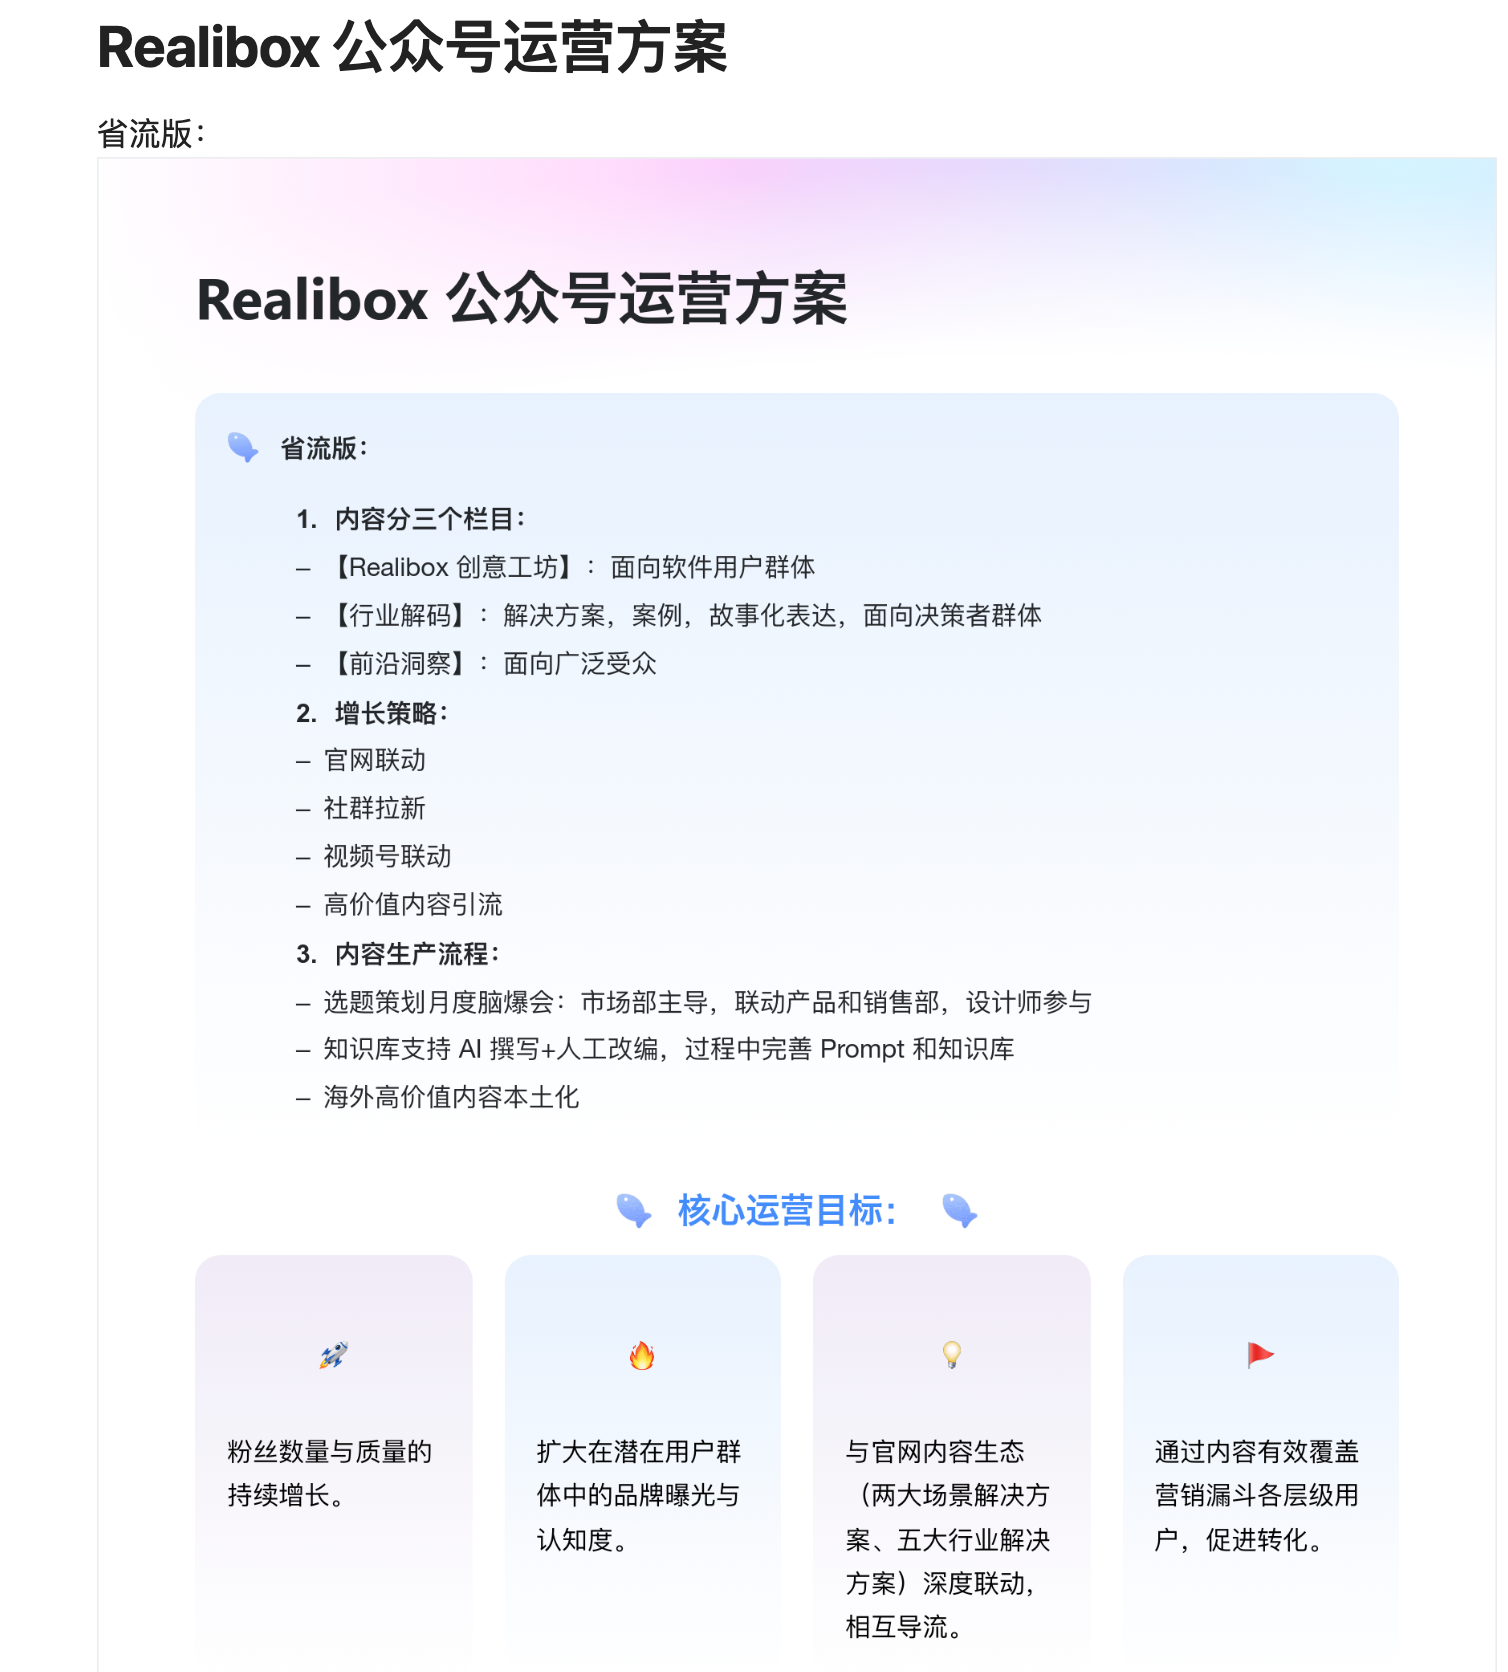 Realibox 公众号运营方案
省流版：
Realibox 公众号运营方案
省流版：
1. 内容分三个栏目：
– 【Realibox 创意工坊】：面向软件用户群体
– 【行业解码】：解决方案，案例，故事化表达，面向决策者群体
– 【前沿洞察】：面向广泛受众
2. 增长策略：
– 官网联动
– 社群拉新
– 视频号联动
– 高价值内容引流
3. 内容生产流程：
– 选题策划月度脑爆会：市场部主导，联动产品和销售部，设计师参与
– 知识库支持 AI 撰写+人工改编，过程中完善 Prompt 和知识库
– 海外高价值内容本土化
核心运营目标：
粉丝数量与质量的
持续增长。
扩大在潜在用户群
体中的品牌曝光与
认知度。
与官网内容生态
（两大场景解决方
案、五大行业解决
方案）深度联动，
相互导流。
通过内容有效覆盖
营销漏斗各层级用
户，促进转化。